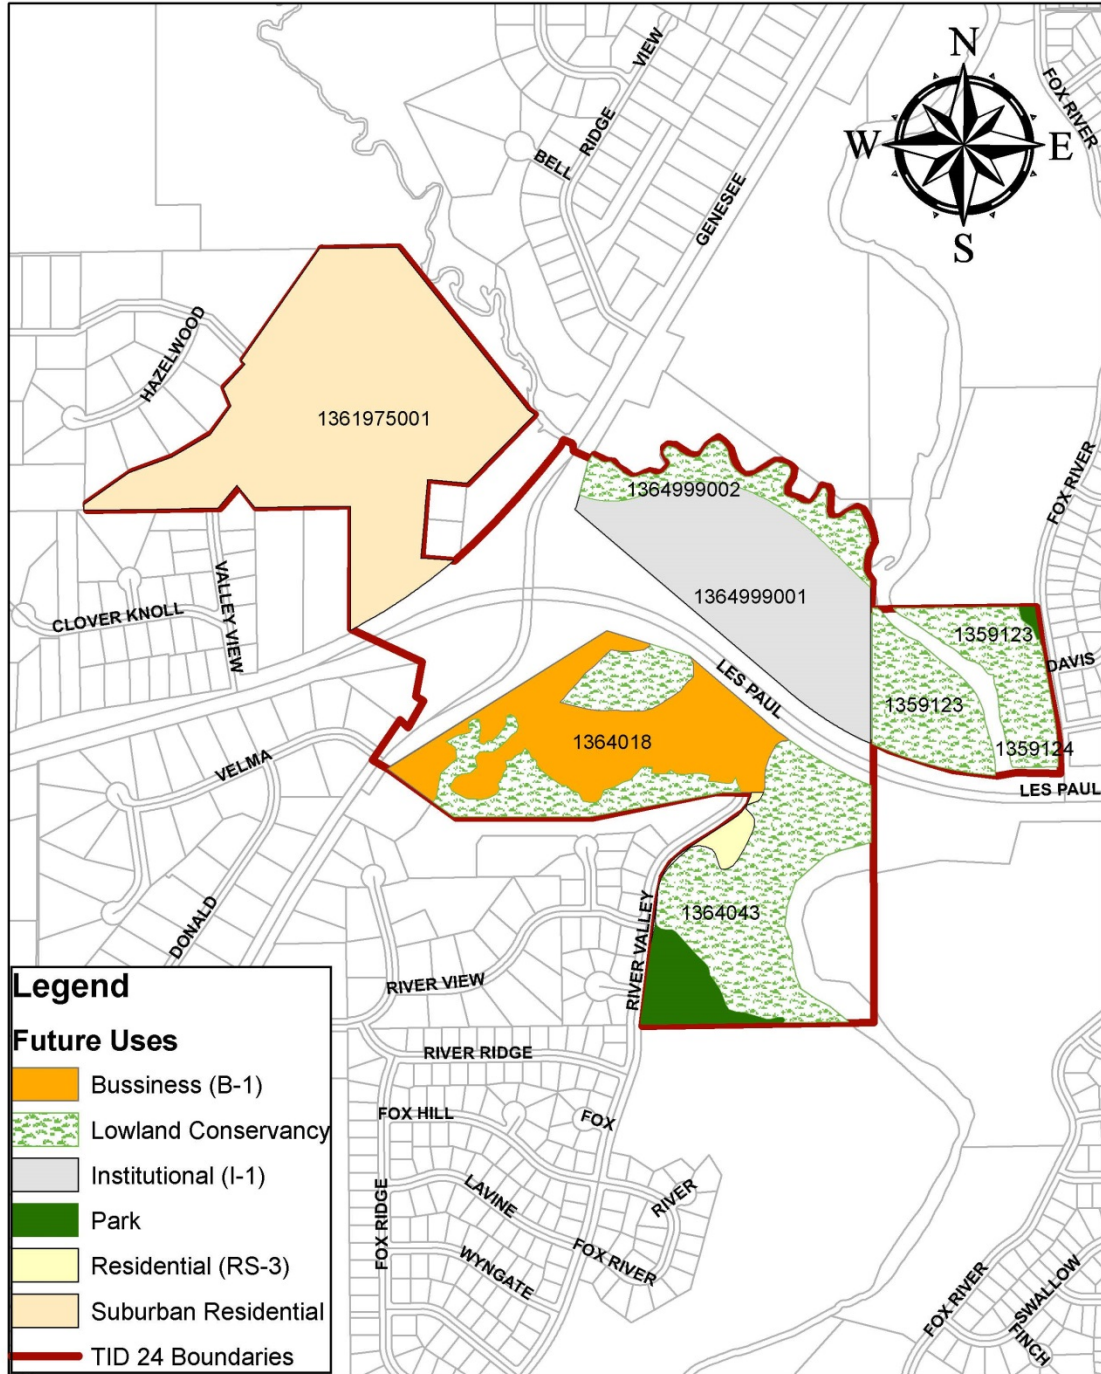 N
W E
S
FOX RIVER
VIEW
RIDGE
BELL
GENESEE
HAZELWOOD
1361975001
1364999002
FOX RIVER
1364999001
VALLEY VIEW
CLOVER KNOLL
1359123
DAVIS
LES PAUL
1359123
1364018
1359124
VELMA
LES PAUL
1364043
DONALD
RIVER VALLEY
RIVER VIEW
RIVER RIDGE
FOX HILL
FOX
LAVINE
RIVER
FOX RIDGE
FOX RIVER
WYNGATE
FOX RIVER
SWALLOW
FINCH
Legend
Future Uses
Bussiness (B-1)
Lowland Conservancy
Institutional (I-1)
Park
Residential (RS-3)
Suburban Residential
TID 24 Boundaries